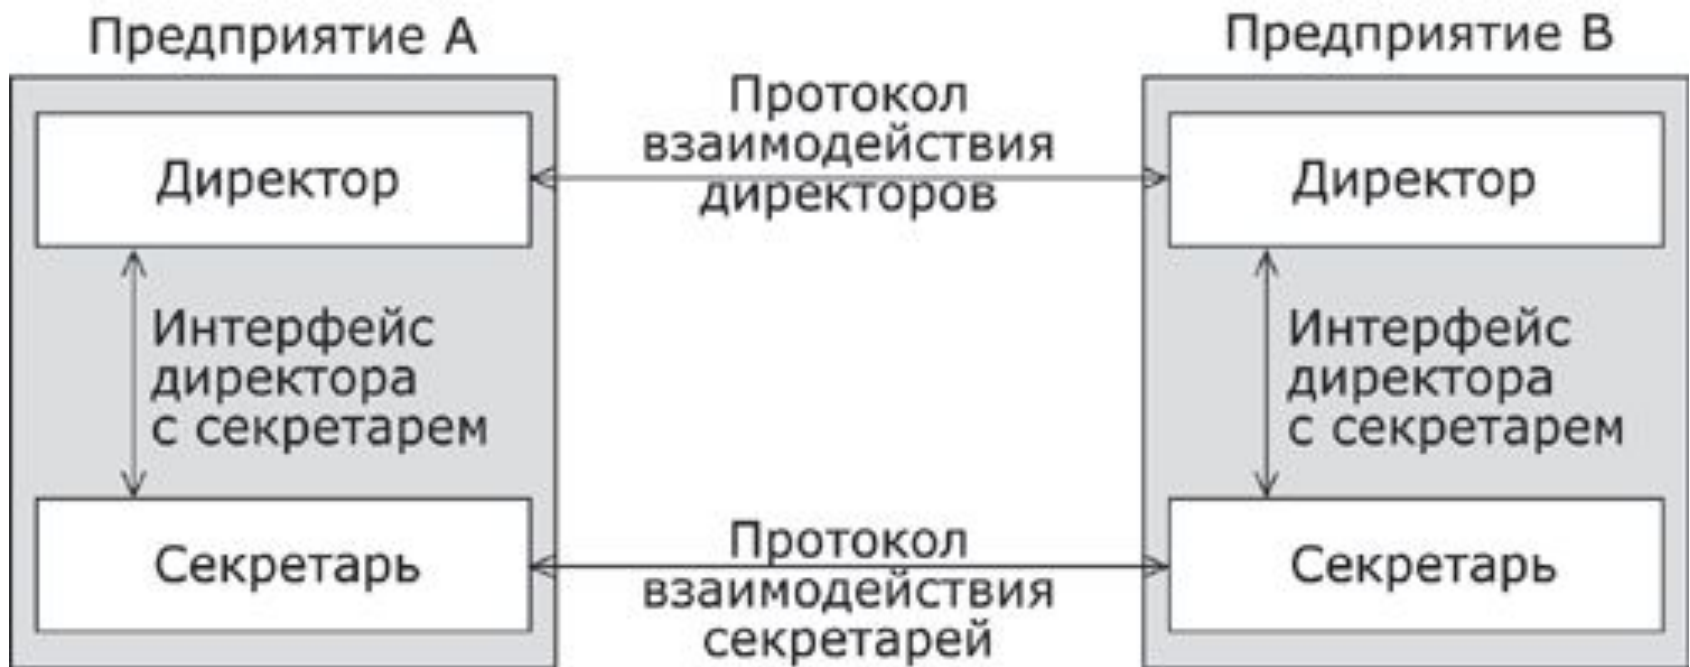 Предприятие А
Предприятие В
Протокол
взаимодействия
директоров
Директор
Директор
Интерфейс
директора
с секретарем
Интерфейс
директора
с секретарем
Секретарь
Протокол
взаимодействия
секретарей
Секретарь